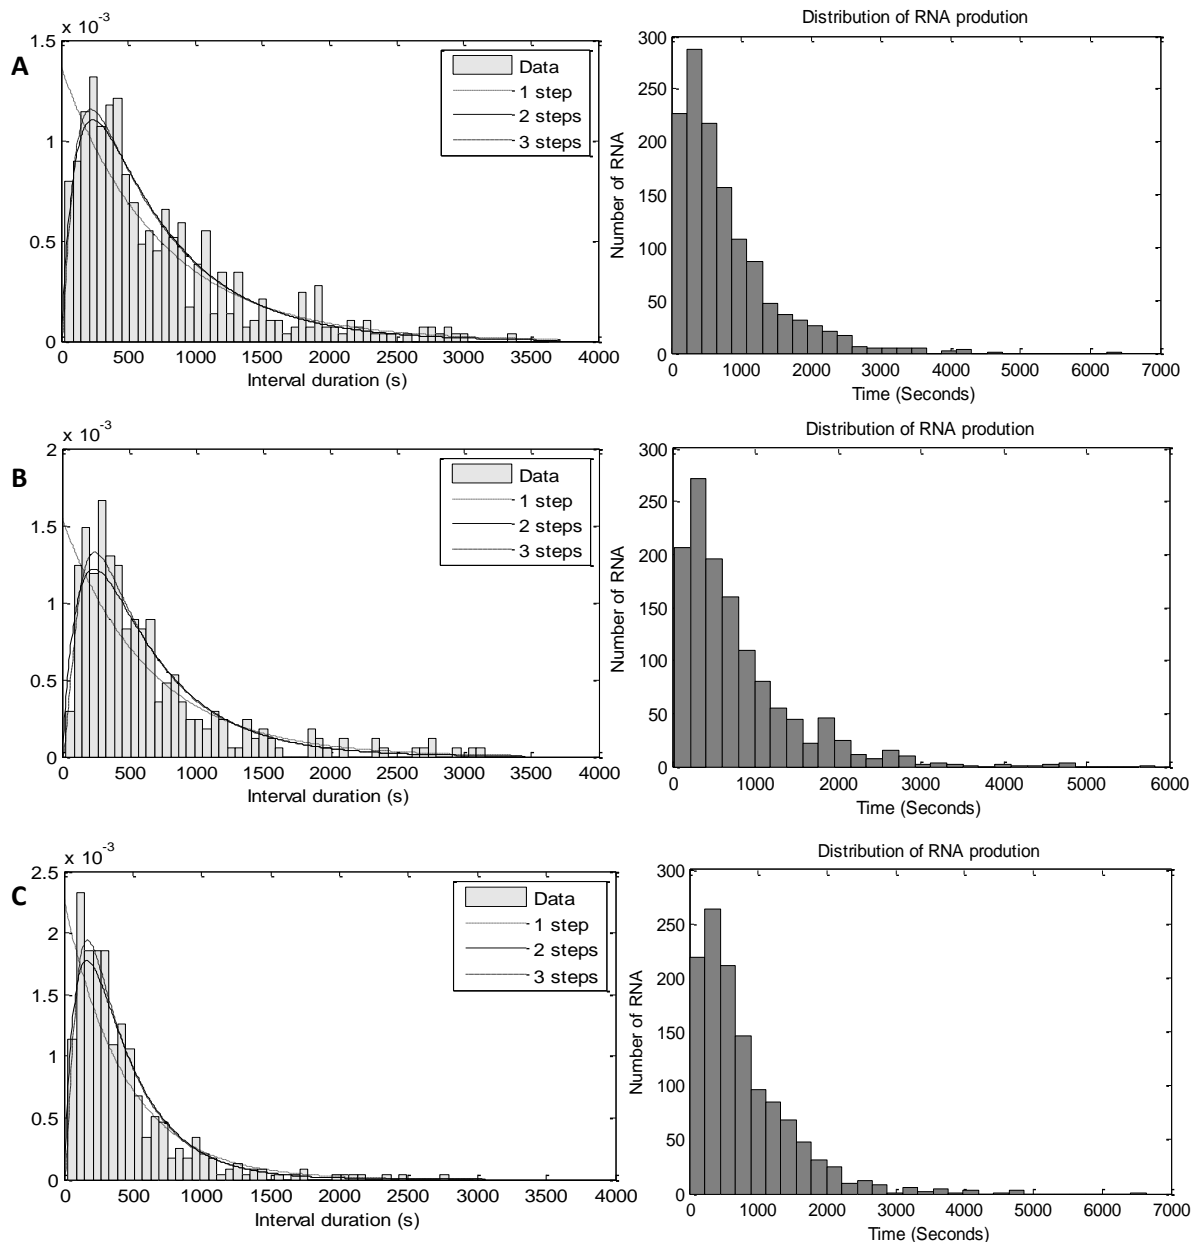 A
x 10⁻³
1.5
1
0.5
0
0 500 1000 1500 2000 2500 3000 3500 4000
Interval duration (s)
Data
1 step
2 steps
3 steps
Distribution of RNA prodution
Number of RNA
300
250
200
150
100
50
0
0 1000 2000 3000 4000 5000 6000 7000
Time (Seconds)
B
x 10⁻³
2
1.5
1
0.5
0
0 500 1000 1500 2000 2500 3000 3500 4000
Interval duration (s)
Data
1 step
2 steps
3 steps
Distribution of RNA prodution
Number of RNA
300
250
200
150
100
50
0
0 1000 2000 3000 4000 5000 6000
Time (Seconds)
C
x 10⁻³
2.5
2
1.5
1
0.5
0
0 500 1000 1500 2000 2500 3000 3500 4000
Interval duration (s)
Data
1 step
2 steps
3 steps
Distribution of RNA prodution
Number of RNA
300
250
200
150
100
50
0
0 1000 2000 3000 4000 5000 6000 7000
Time (Seconds)